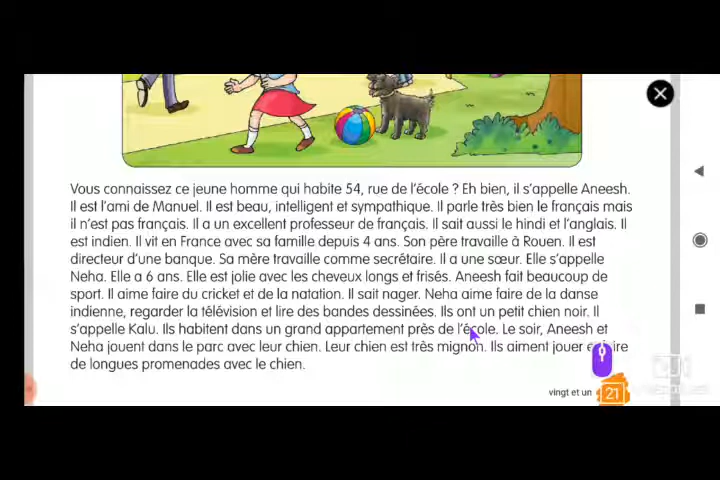 Vous connaissez ce jeune homme qui habite 54, rue de l'école ? Eh bien, il s'appelle Aneesh.
Il est l'ami de Manuel. Il est beau, intelligent et sympathique. Il parle très bien le français mais
il n'est pas français. Il a un excellent professeur de français. Il sait aussi le hindi et l'anglais. Il
est indien. Il vit en France avec sa famille depuis 4 ans. Son père travaille à Rouen. Il est
directeur d'une banque. Sa mère travaille comme secrétaire. Il a une sœur. Elle s'appelle
Neha. Elle a 6 ans. Elle est jolie avec les cheveux longs et frisés. Aneesh fait beaucoup de
sport. Il aime faire du cricket et de la natation. Il sait nager. Neha aime faire de la danse
indienne, regarder la télévision et lire des bandes dessinées. Ils ont un petit chien noir. Il
s'appelle Kalu. Ils habitent dans un grand appartement près de l'école. Le soir, Aneesh et
Neha jouent dans le parc avec leur chien. Leur chien est très mignon. Ils aiment jouer
de longues promenades avec le chien.
vingt et un 21